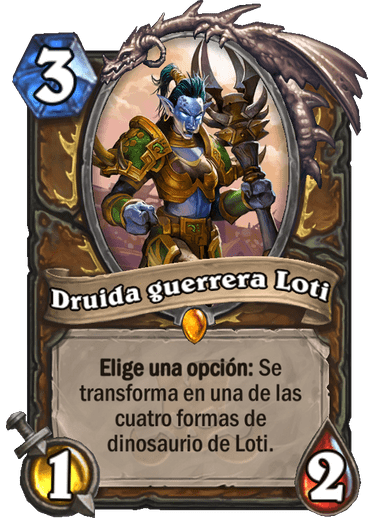 3
Druida guerrera Loti
Elige una opción: Se
transforma en una de las
cuatro formas de
dinosaurio de Loti.
1
2